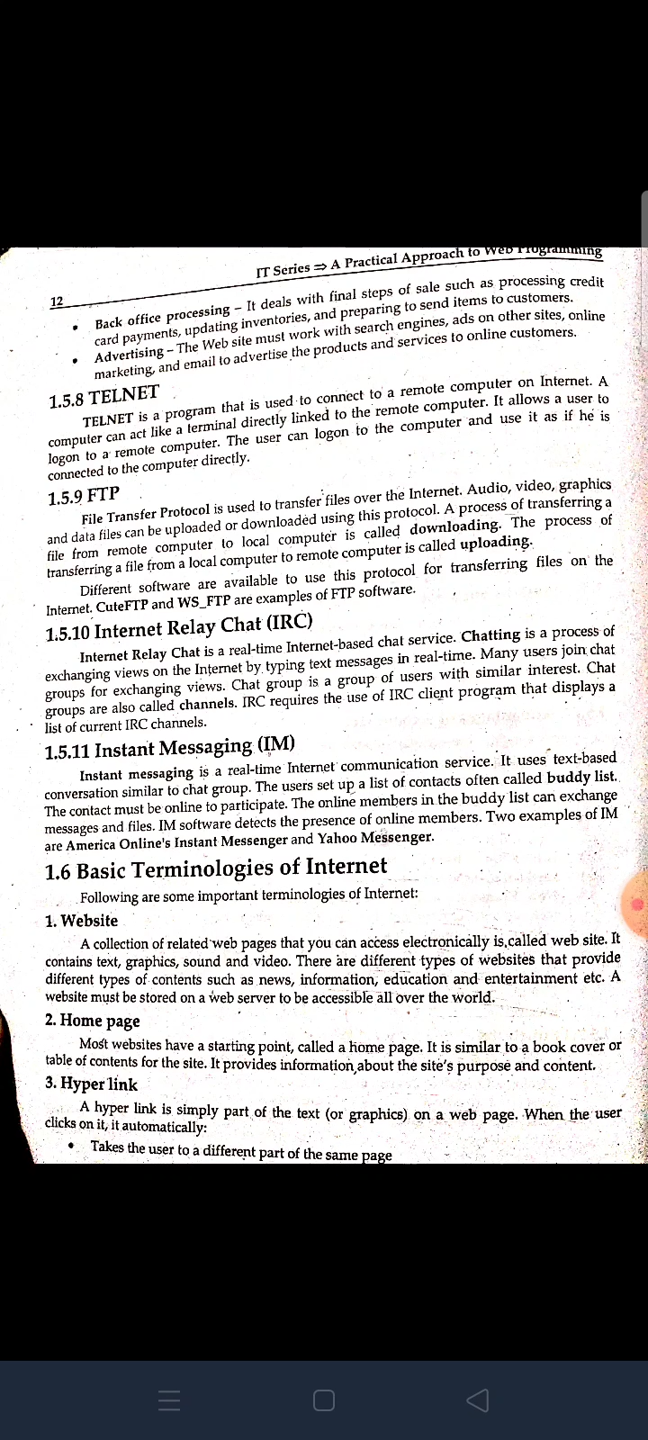 IT Series ⇒ A Practical Approach to Web Programming
12
• Back office processing – It deals with final steps of sale such as processing credit
card payments, updating inventories, and preparing to send items to customers.
• Advertising – The Web site must work with search engines, ads on other sites, online
marketing, and email to advertise the products and services to online customers.
1.5.8 TELNET
TELNET is a program that is used to connect to a remote computer on Internet. A
computer can act like a terminal directly linked to the remote computer. It allows a user to
logon to a remote computer. The user can logon to the computer and use it as if he is
connected to the computer directly.
1.5.9 FTP
File Transfer Protocol is used to transfer files over the Internet. Audio, video, graphics
and data files can be uploaded or downloaded using this protocol. A process of transferring a
file from remote computer to local computer is called downloading. The process of
transferring a file from a local computer to remote computer is called uploading.
Different software are available to use this protocol for transferring files on the
Internet. CuteFTP and WS_FTP are examples of FTP software.
1.5.10 Internet Relay Chat (IRC)
Internet Relay Chat is a real-time Internet-based chat service. Chatting is a process of
exchanging views on the Internet by typing text messages in real-time. Many users join chat
groups for exchanging views. Chat group is a group of users with similar interest. Chat
groups are also called channels. IRC requires the use of IRC client program that displays a
list of current IRC channels.
1.5.11 Instant Messaging (IM)
Instant messaging is a real-time Internet communication service. It uses text-based
conversation similar to chat group. The users set up a list of contacts often called buddy list.
The contact must be online to participate. The online members in the buddy list can exchange
messages and files. IM software detects the presence of online members. Two examples of IM
are America Online's Instant Messenger and Yahoo Messenger.
1.6 Basic Terminologies of Internet
Following are some important terminologies of Internet:
1. Website
A collection of related web pages that you can access electronically is called web site. It
contains text, graphics, sound and video. There are different types of websites that provide
different types of contents such as news, information, education and entertainment etc. A
website must be stored on a web server to be accessible all over the world.
2. Home page
Most websites have a starting point, called a home page. It is similar to a book cover or
table of contents for the site. It provides information about the site's purpose and content.
3. Hyper link
A hyper link is simply part of the text (or graphics) on a web page. When the user
clicks on it, it automatically:
• Takes the user to a different part of the same page